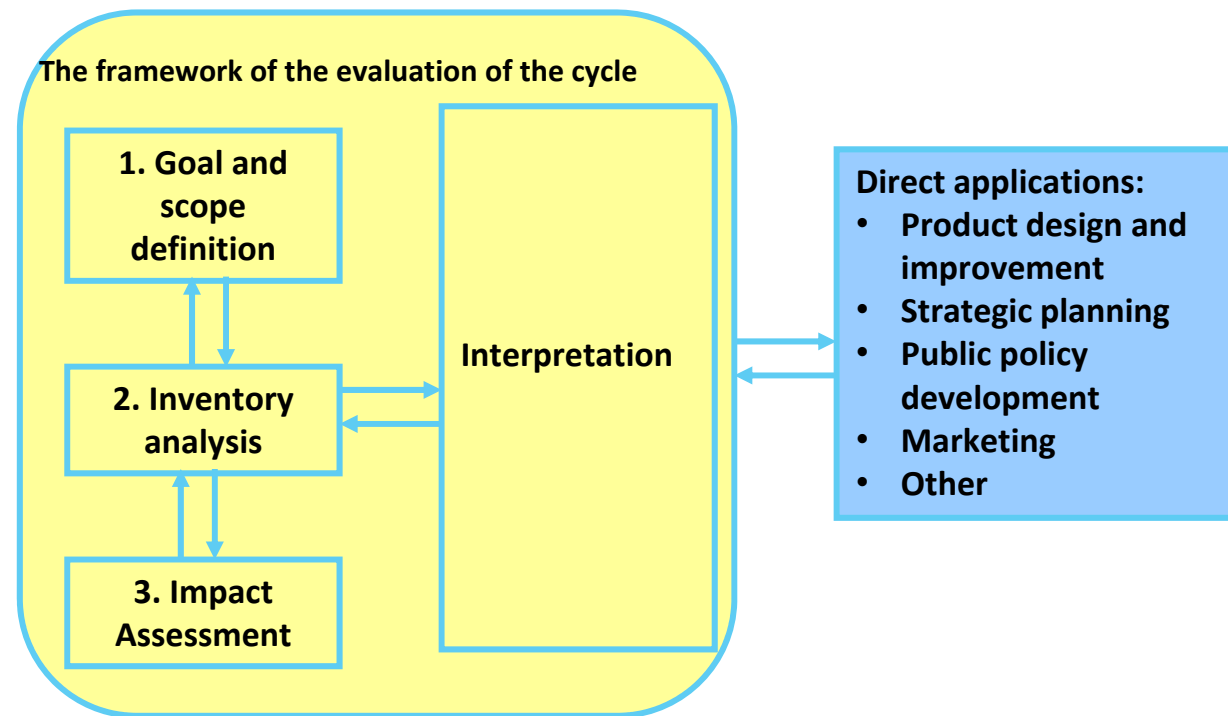 The framework of the evaluation of the cycle
1. Goal and
scope
definition
2. Inventory
analysis
3. Impact
Assessment
Interpretation
Direct applications:
• Product design and
improvement
• Strategic planning
• Public policy
development
• Marketing
• Other